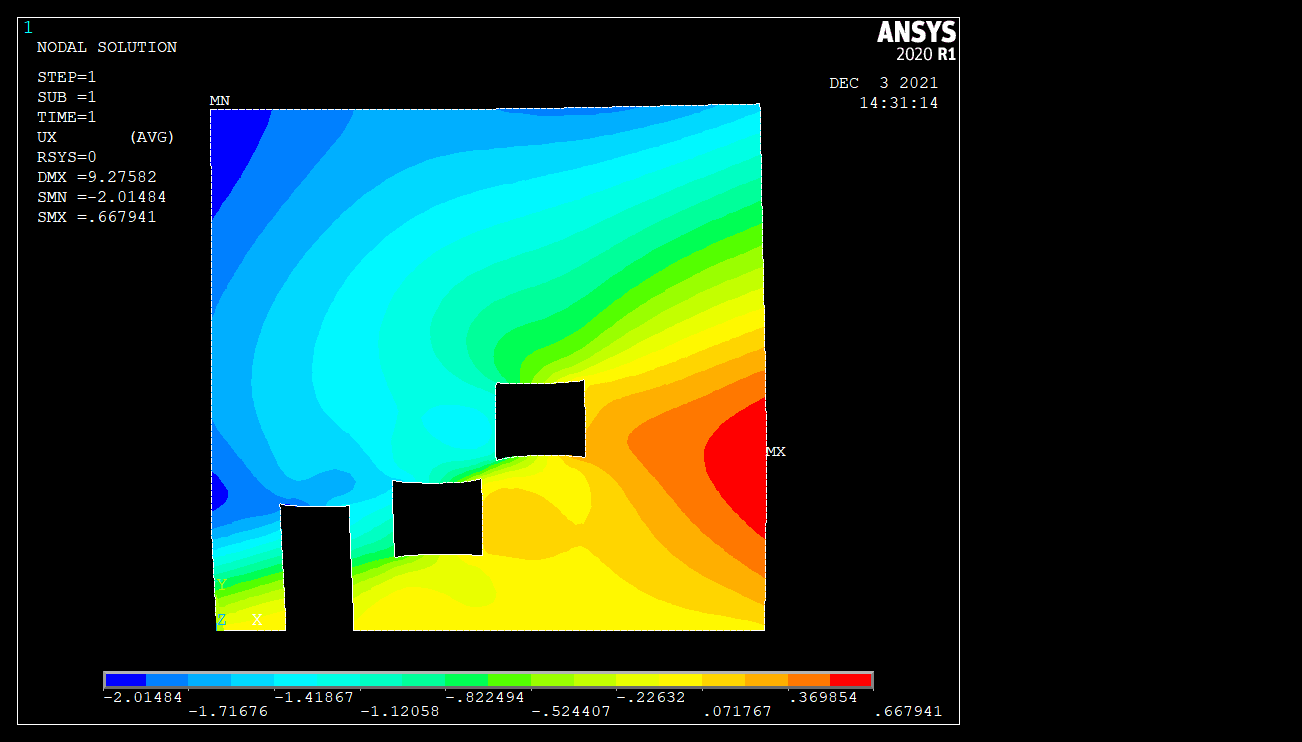 1
ANSYS
2020 R1
NODAL SOLUTION
STEP=1
SUB =1
TIME=1
UX (AVG)
RSYS=0
DMX =9.27582
SMN =-2.01484
SMX =.667941
DEC 3 2021
14:31:14
MN
MX
Y
Z X
-2.01484 -1.41867 -.822494 -.22632 .369854
-1.71676 -1.12058 -.524407 .071767 .667941